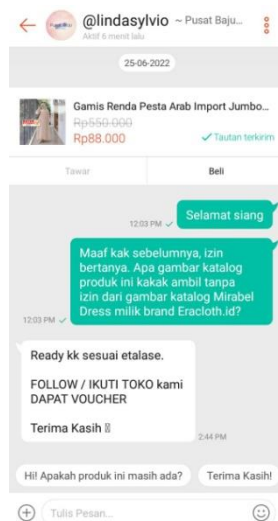 @lindasylvio ~ Pusat Baju...
Aktif 6 menit lalu
25-06-2022
Gamis Renda Pesta Arab Import Jumbo...
Rp550.000
Rp88.000
Tautan terkirim
Tawar
Beli
Selamat siang
12:03 PM
Maaf kak sebelumnya, izin
bertanya. Apa gambar katalog
produk ini kakak ambil tanpa
izin dari gambar katalog Mirabel
Dress milik brand Eracloth.id?
12:03 PM
Ready kk sesuai etalase.
FOLLOW / IKUTI TOKO kami
DAPAT VOUCHER
Terima Kasih
2:44 PM
Hi! Apakah produk ini masih ada?
Terima Kasih!
Tulis Pesan...